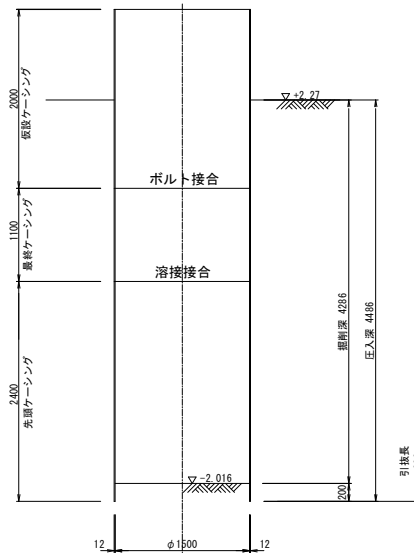 2000
仮設ケーシング
▽ +2.27
ボルト接合
1100
最終ケーシング
溶接接合
掘削深 4286
圧入深 4486
2400
先頭ケーシング
引抜長
▽ -2.016
200
12
φ1500
12